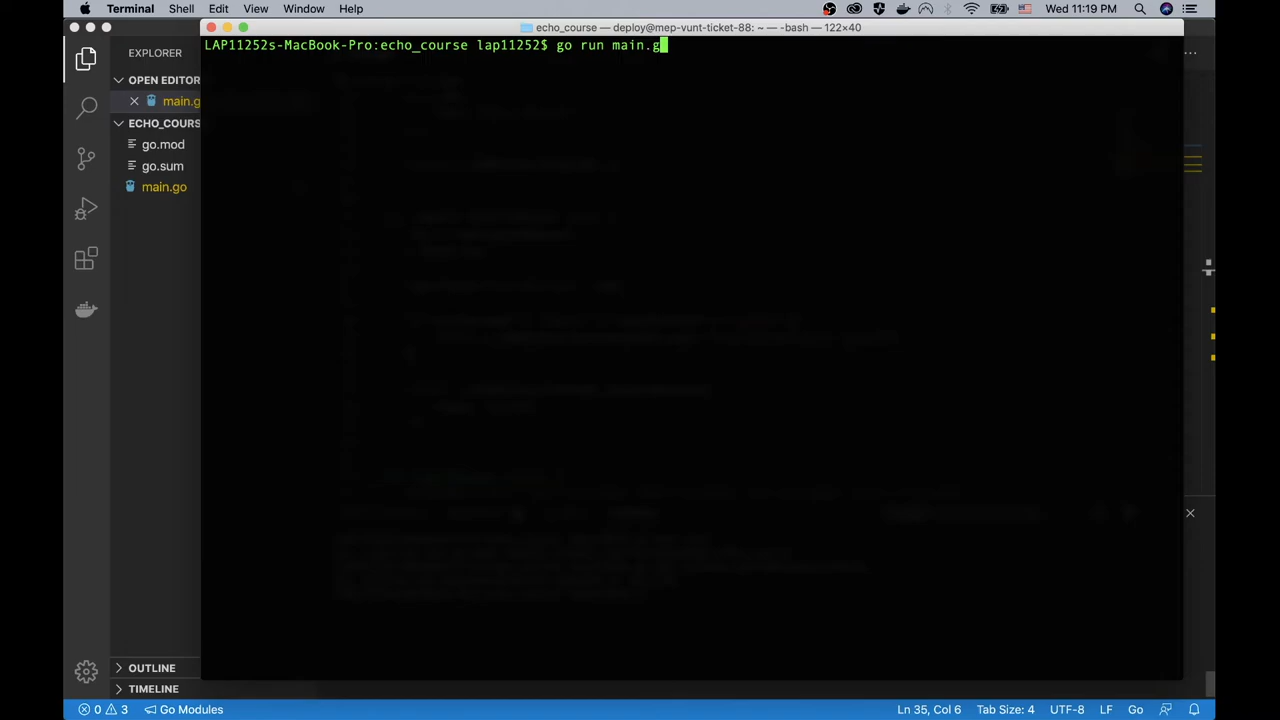 Terminal Shell Edit View Window Help
Wed 11:19 PM
echo_course — deploy@mep-vunt-ticket-88: ~ — -bash — 122×40
LAP11252s-MacBook-Pro:echo_course lap11252$ go run main.g
EXPLORER
OPEN EDITOR
main.g
ECHO_COURS
go.mod
go.sum
main.go
OUTLINE
TIMELINE
0 3 Go Modules
Ln 35, Col 6 Tab Size: 4 UTF-8 LF Go